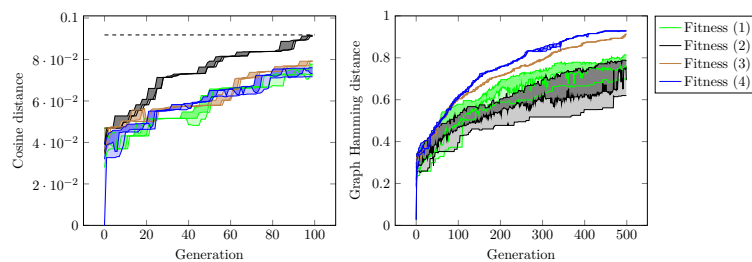 0.1
8 · 10⁻²
6 · 10⁻²
4 · 10⁻²
2 · 10⁻²
0
Cosine distance
0 20 40 60 80 100
Generation
1
0.8
0.6
0.4
0.2
0
Graph Hamming distance
0 100 200 300 400 500
Generation
Fitness (1)
Fitness (2)
Fitness (3)
Fitness (4)